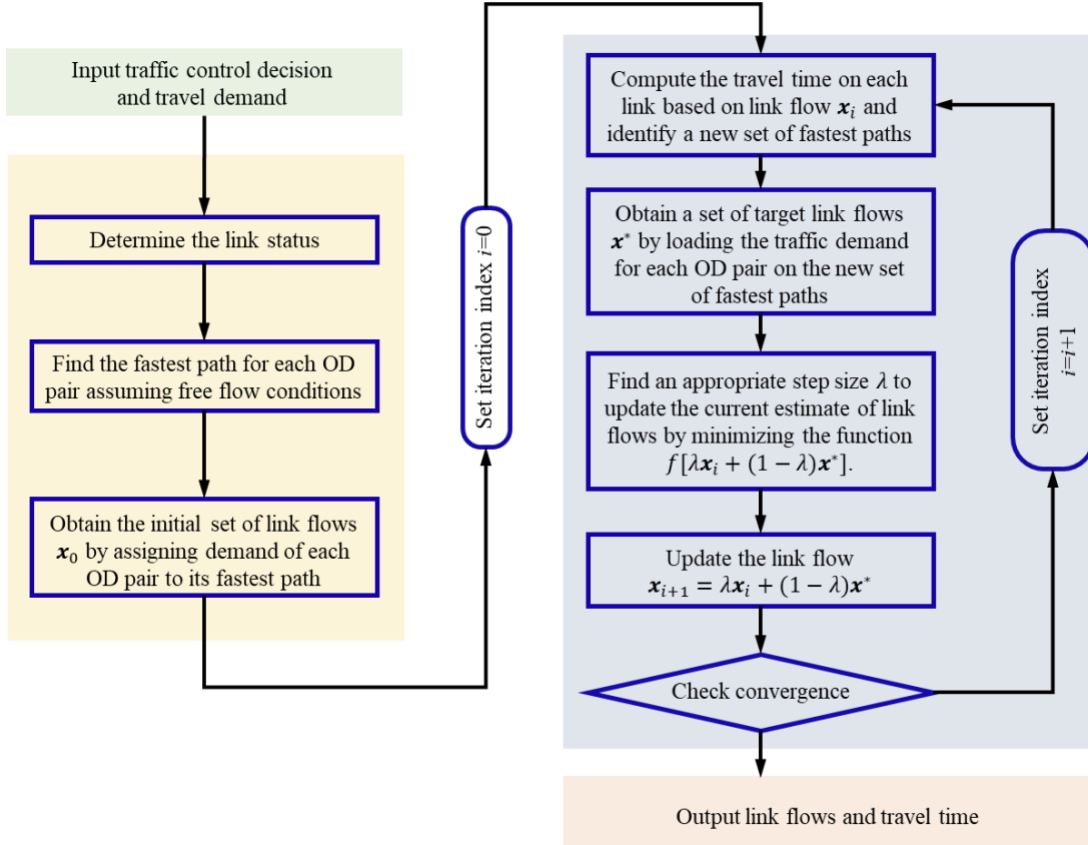 Input traffic control decision
and travel demand
Determine the link status
Find the fastest path for each OD
pair assuming free flow conditions
Obtain the initial set of link flows
𝒙₀ by assigning demand of each
OD pair to its fastest path
Set iteration index i=0
Compute the travel time on each
link based on link flow 𝒙ᵢ and
identify a new set of fastest paths
Obtain a set of target link flows
𝒙* by loading the traffic demand
for each OD pair on the new set
of fastest paths
Find an appropriate step size λ to
update the current estimate of link
flows by minimizing the function
f[λ𝒙ᵢ + (1 − λ)𝒙*].
Update the link flow
𝒙ᵢ₊₁ = λ𝒙ᵢ + (1 − λ)𝒙*
Check convergence
Set iteration index
i=i+1
Output link flows and travel time